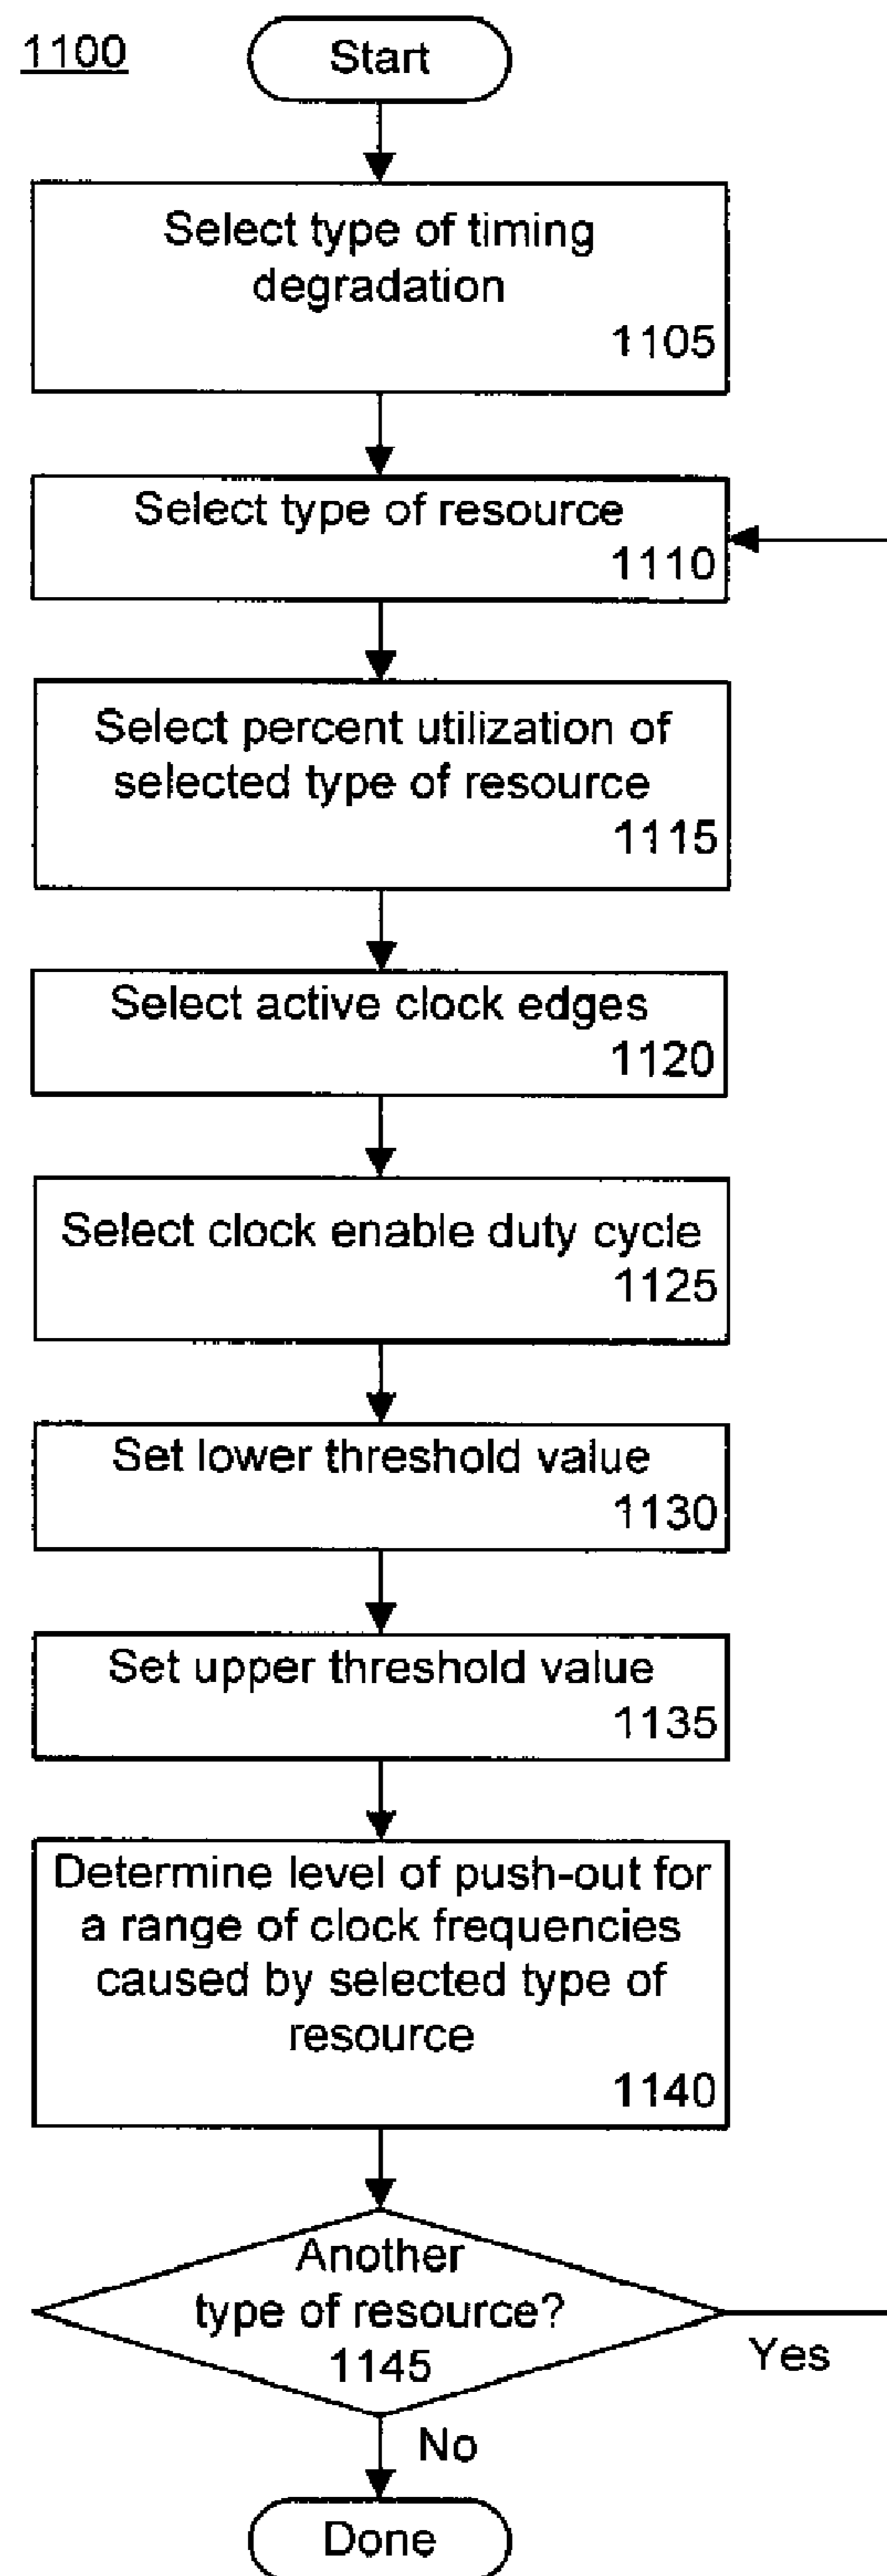 1100
Start
Select type of timing
degradation
1105
Select type of resource
1110
Select percent utilization of
selected type of resource
1115
Select active clock edges
1120
Select clock enable duty cycle
1125
Set lower threshold value
1130
Set upper threshold value
1135
Determine level of push-out for
a range of clock frequencies
caused by selected type of
resource
1140
Another
type of resource?
1145
Yes
No
Done